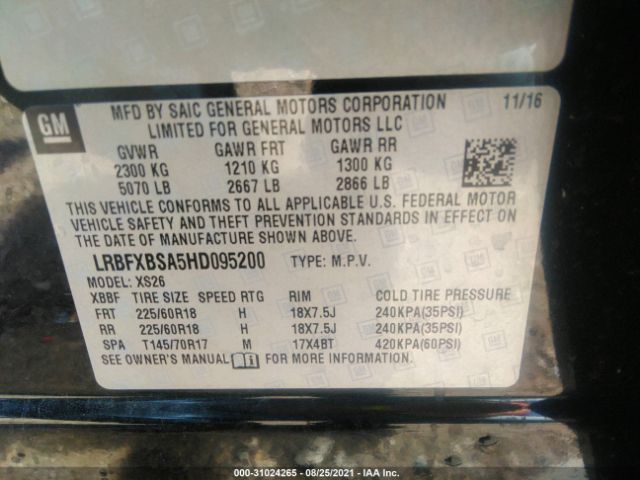 GM
MFD BY SAIC GENERAL MOTORS CORPORATION 11/16
LIMITED FOR GENERAL MOTORS LLC
GVWR GAWR FRT GAWR RR
2300 KG 1210 KG 1300 KG
5070 LB 2667 LB 2866 LB
THIS VEHICLE CONFORMS TO ALL APPLICABLE U.S. FEDERAL MOTOR
VEHICLE SAFETY AND THEFT PREVENTION STANDARDS IN EFFECT ON
THE DATE OF MANUFACTURE SHOWN ABOVE.
LRBFXBSA5HD095200 TYPE: M.P.V.
MODEL: XS26
XBBF TIRE SIZE SPEED RTG RIM COLD TIRE PRESSURE
FRT 225/60R18 H 18X7.5J 240KPA(35PSI)
RR 225/60R18 H 18X7.5J 240KPA(35PSI)
SPA T145/70R17 M 17X4BT 420KPA(60PSI)
SEE OWNER'S MANUAL FOR MORE INFORMATION.
000-31024265 - 08/25/2021 - IAA Inc.